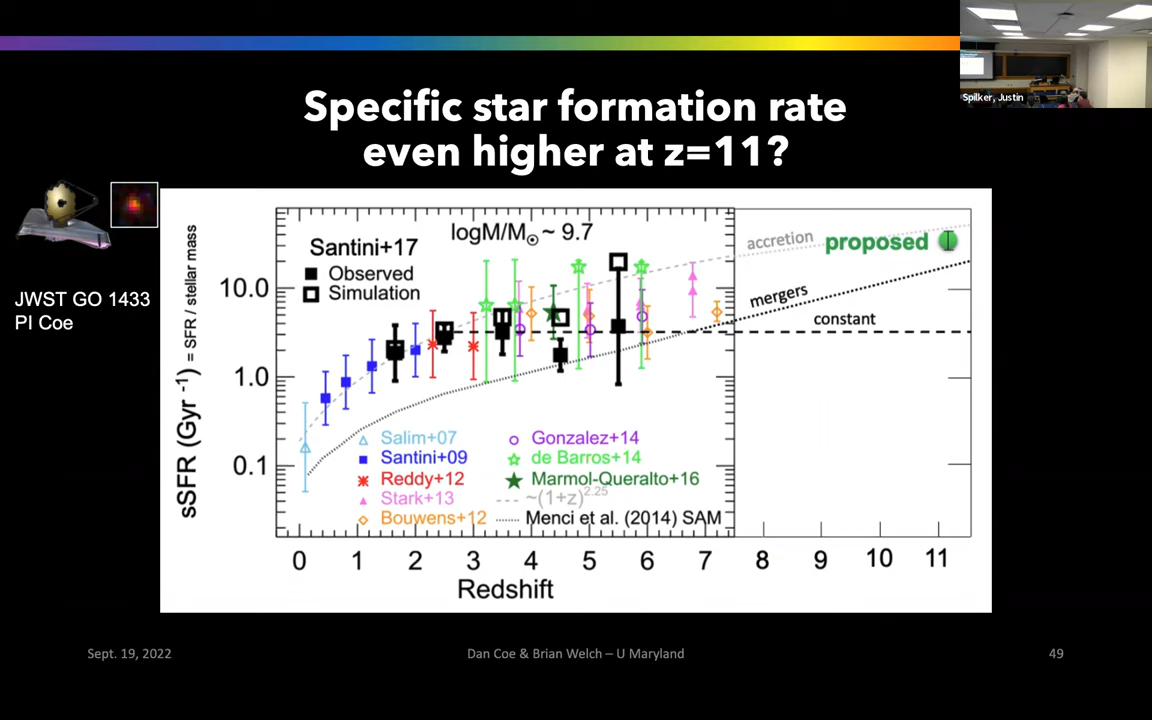 Spilker, Justin
Specific star formation rate
even higher at z=11?
JWST GO 1433
PI Coe
sSFR (Gyr⁻¹) = SFR / stellar mass
10.0
1.0
0.1
Santini+17
Observed
Simulation
logM/M⊙ ~ 9.7
accretion
proposed
mergers
constant
Salim+07
Santini+09
Reddy+12
Stark+13
Bouwens+12
Gonzalez+14
de Barros+14
Marmol-Queralto+16
~(1+z)^2.25
Menci et al. (2014) SAM
0 1 2 3 4 5 6 7 8 9 10 11
Redshift
Sept. 19, 2022
Dan Coe & Brian Welch – U Maryland
49